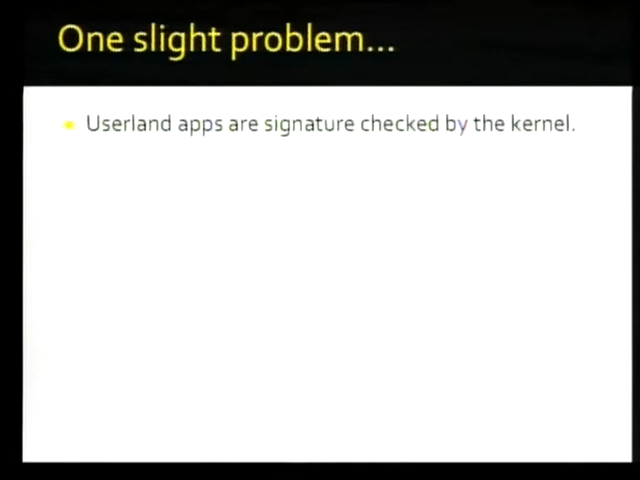 One slight problem...
Userland apps are signature checked by the kernel.